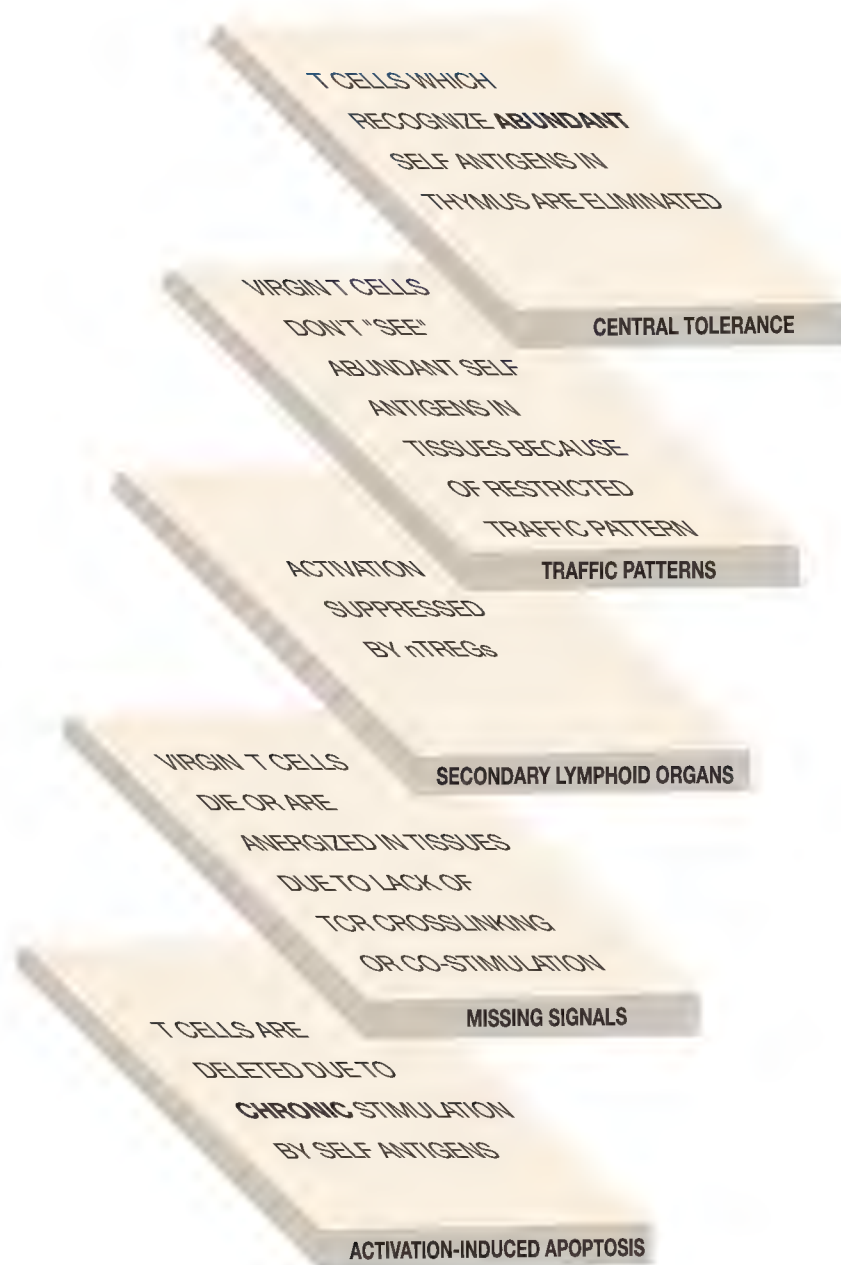 T CELLS WHICH
RECOGNIZE ABUNDANT
SELF ANTIGENS IN
THYMUS ARE ELIMINATED
CENTRAL TOLERANCE
VIRGIN T CELLS
DON'T "SEE"
ABUNDANT SELF
ANTIGENS IN
TISSUES BECAUSE
OF RESTRICTED
TRAFFIC PATTERN
TRAFFIC PATTERNS
ACTIVATION
SUPPRESSED
BY nTREGs
SECONDARY LYMPHOID ORGANS
VIRGIN T CELLS
DIE OR ARE
ANERGIZED IN TISSUES
DUE TO LACK OF
TCR CROSSLINKING
OR CO-STIMULATION
MISSING SIGNALS
T CELLS ARE
DELETED DUE TO
CHRONIC STIMULATION
BY SELF ANTIGENS
ACTIVATION-INDUCED APOPTOSIS